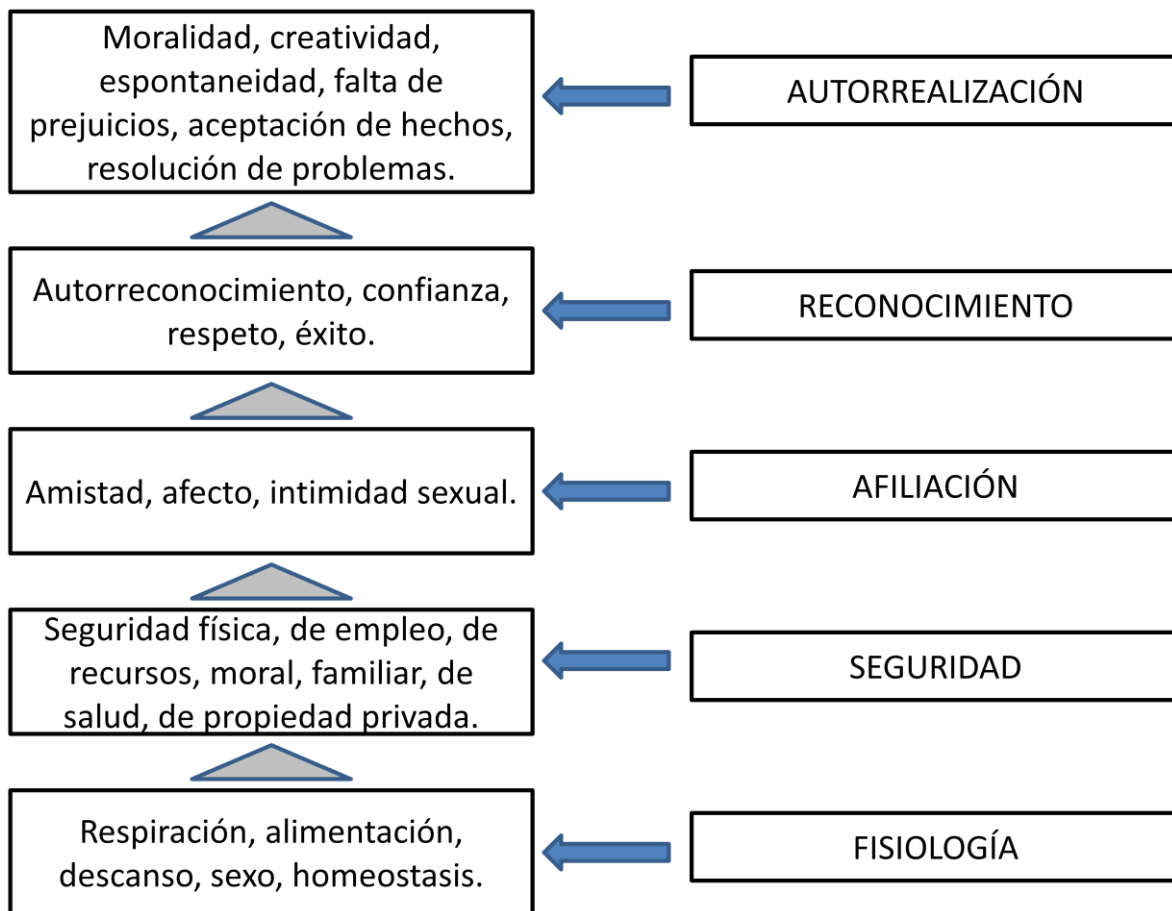 Moralidad, creatividad,
espontaneidad, falta de
prejuicios, aceptación de hechos,
resolución de problemas.
AUTORREALIZACIÓN
Autorreconocimiento, confianza,
respeto, éxito.
RECONOCIMIENTO
Amistad, afecto, intimidad sexual.
AFILIACIÓN
Seguridad física, de empleo, de
recursos, moral, familiar, de
salud, de propiedad privada.
SEGURIDAD
Respiración, alimentación,
descanso, sexo, homeostasis.
FISIOLOGÍA